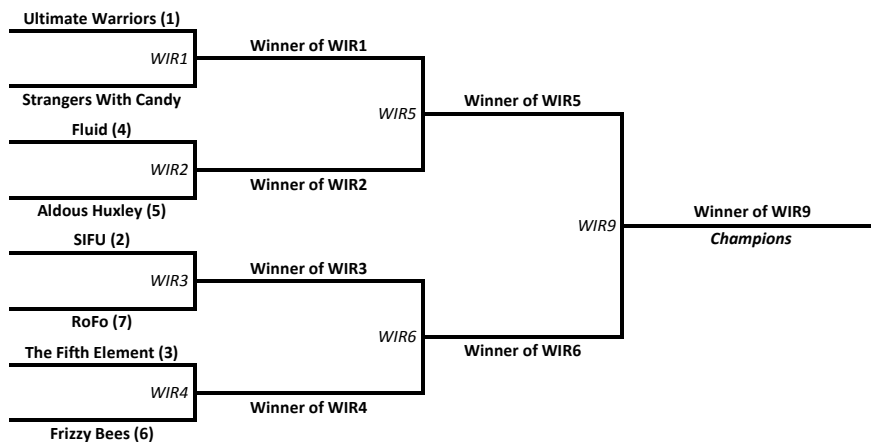 Ultimate Warriors (1)
WIR1
Winner of WIR1
Strangers With Candy
WIR5
Winner of WIR5
Fluid (4)
WIR2
Winner of WIR2
Aldous Huxley (5)
WIR9
Winner of WIR9
Champions
SIFU (2)
WIR3
Winner of WIR3
RoFo (7)
WIR6
Winner of WIR6
The Fifth Element (3)
WIR4
Winner of WIR4
Frizzy Bees (6)